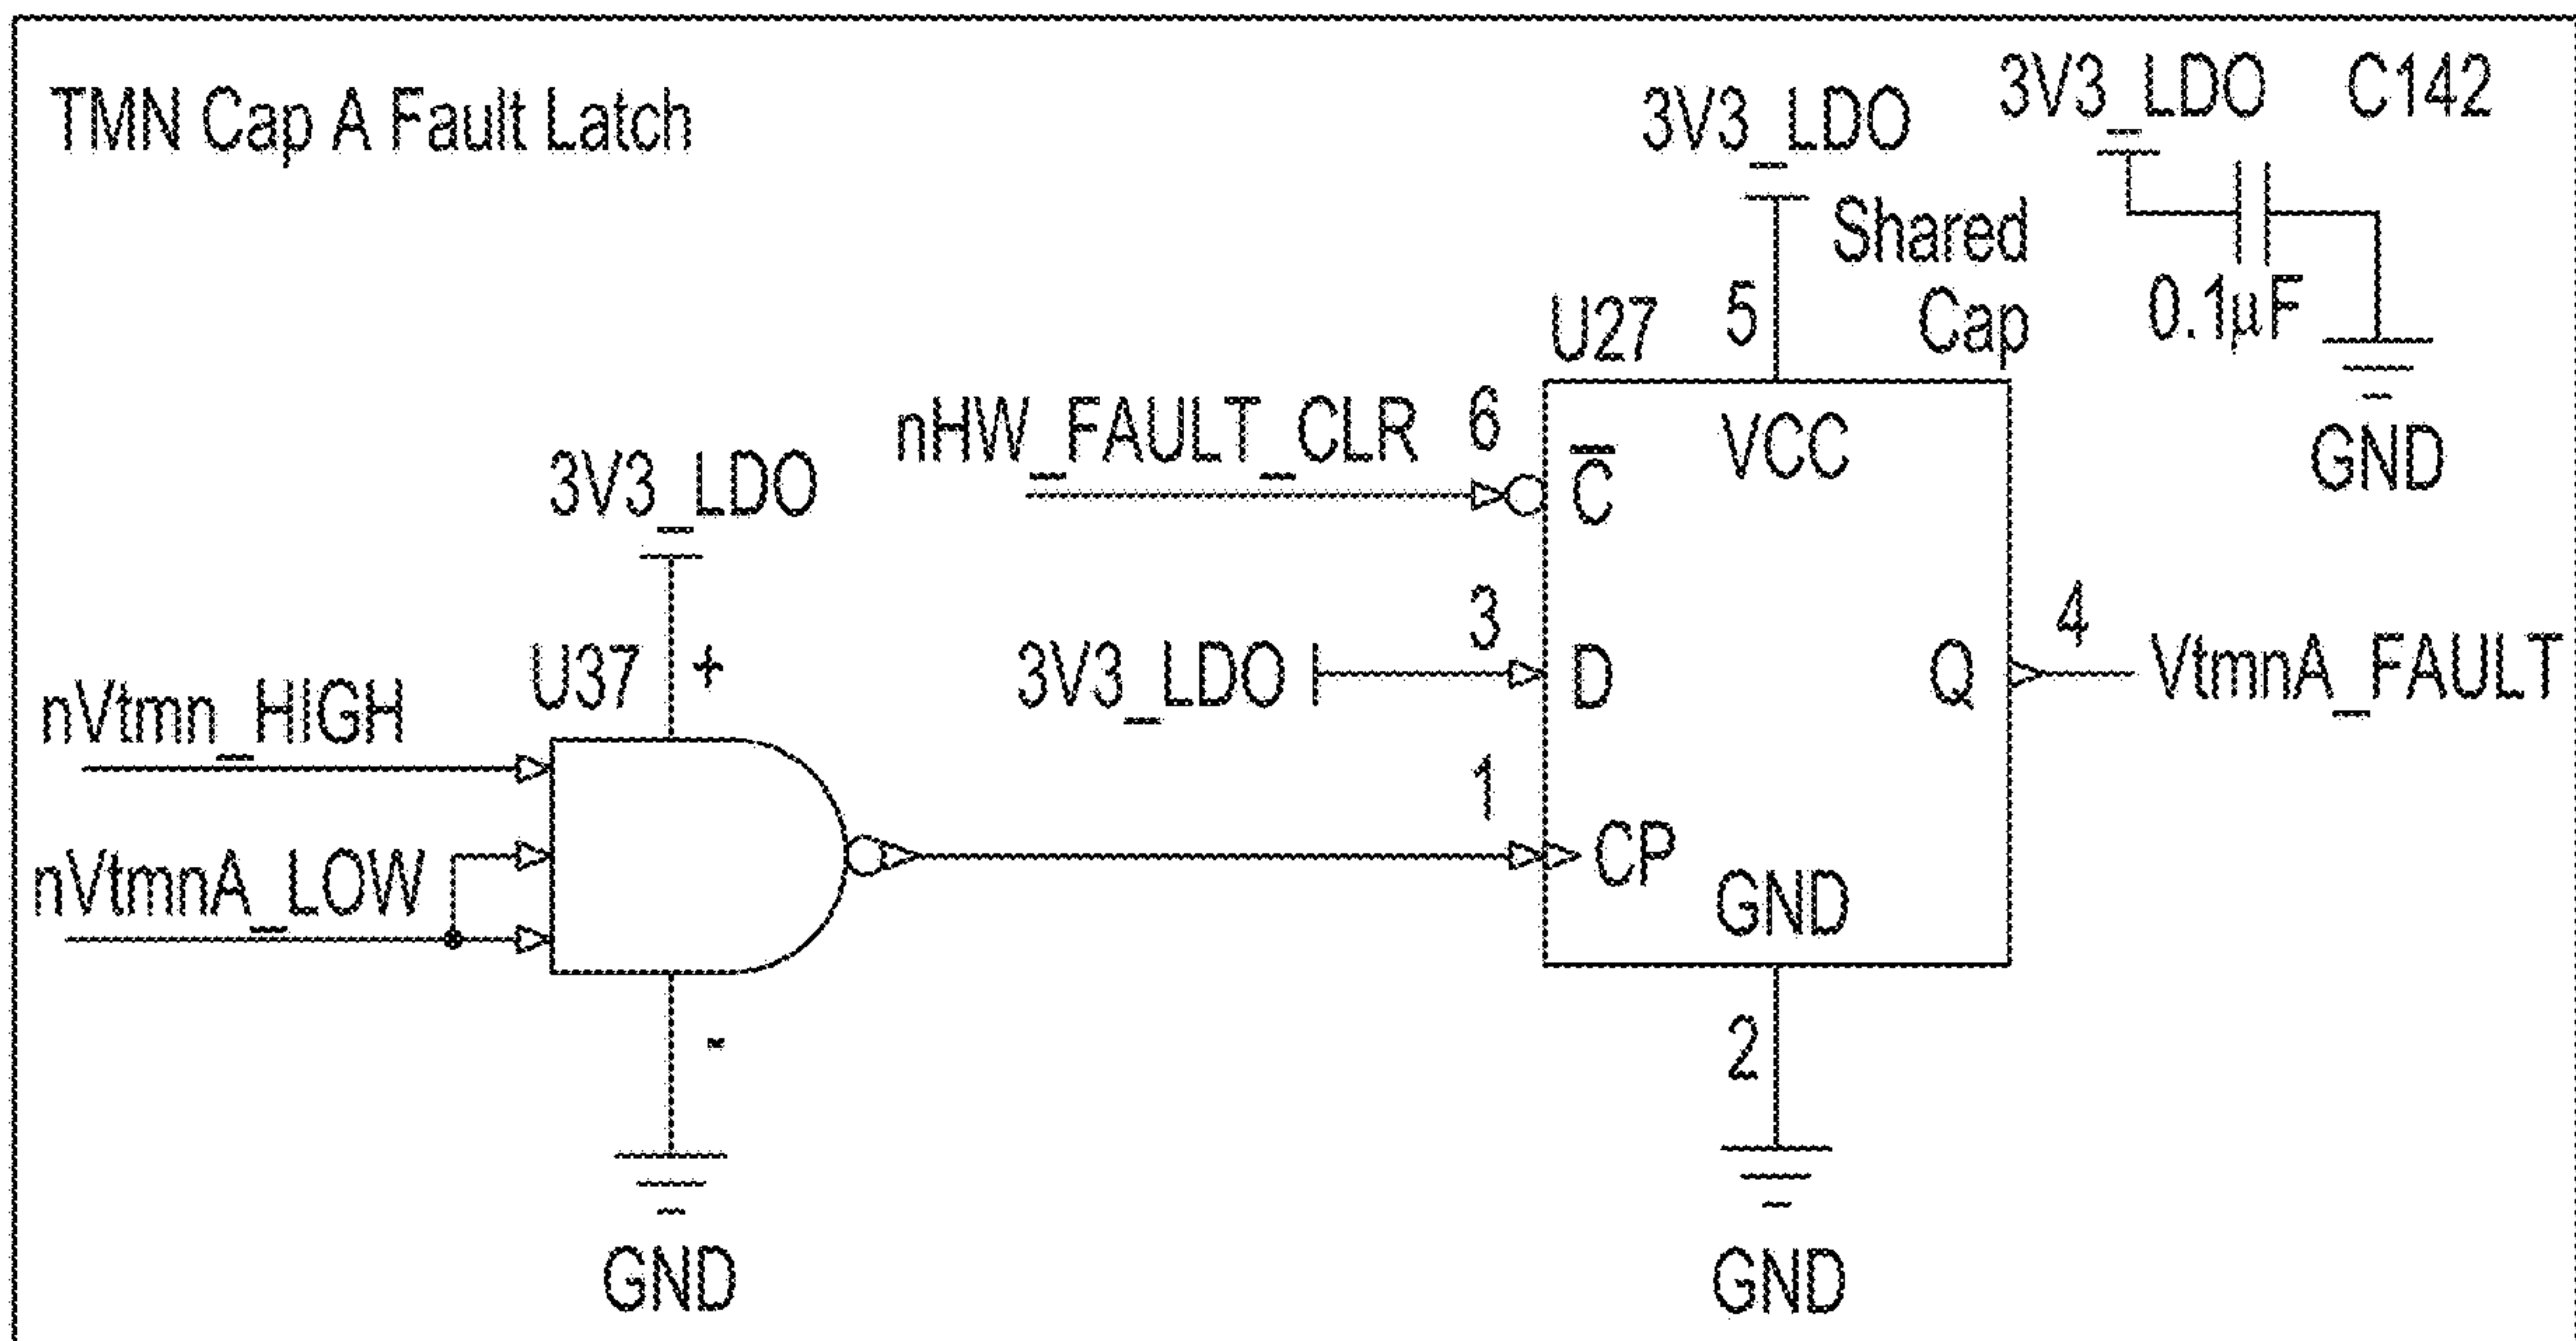 TMN Cap A Fault Latch
3V3_LDO
3V3_LDO C142
Shared
Cap
0.1µF
GND
U27
5
nHW_FAULT_CLR
6
C̅
VCC
3V3_LDO
U37
+
3V3_LDO
3
D
Q
4
VtmnA_FAULT
nVtmn_HIGH
nVtmnA_LOW
1
CP
GND
-
2
GND
GND